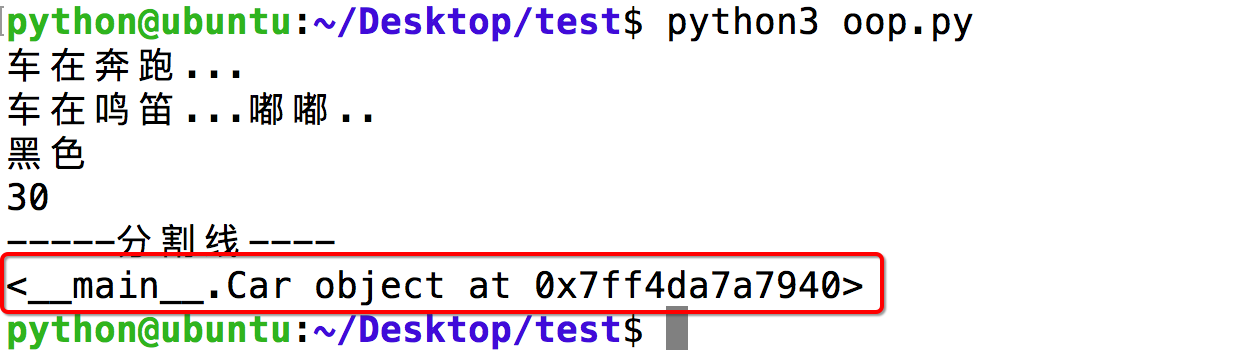 python@ubuntu:~/Desktop/test$ python3 oop.py
车在奔跑...
车在鸣笛...嘟嘟..
黑色
30
-----分割线----
<__main__.Car object at 0x7ff4da7a7940>
python@ubuntu:~/Desktop/test$